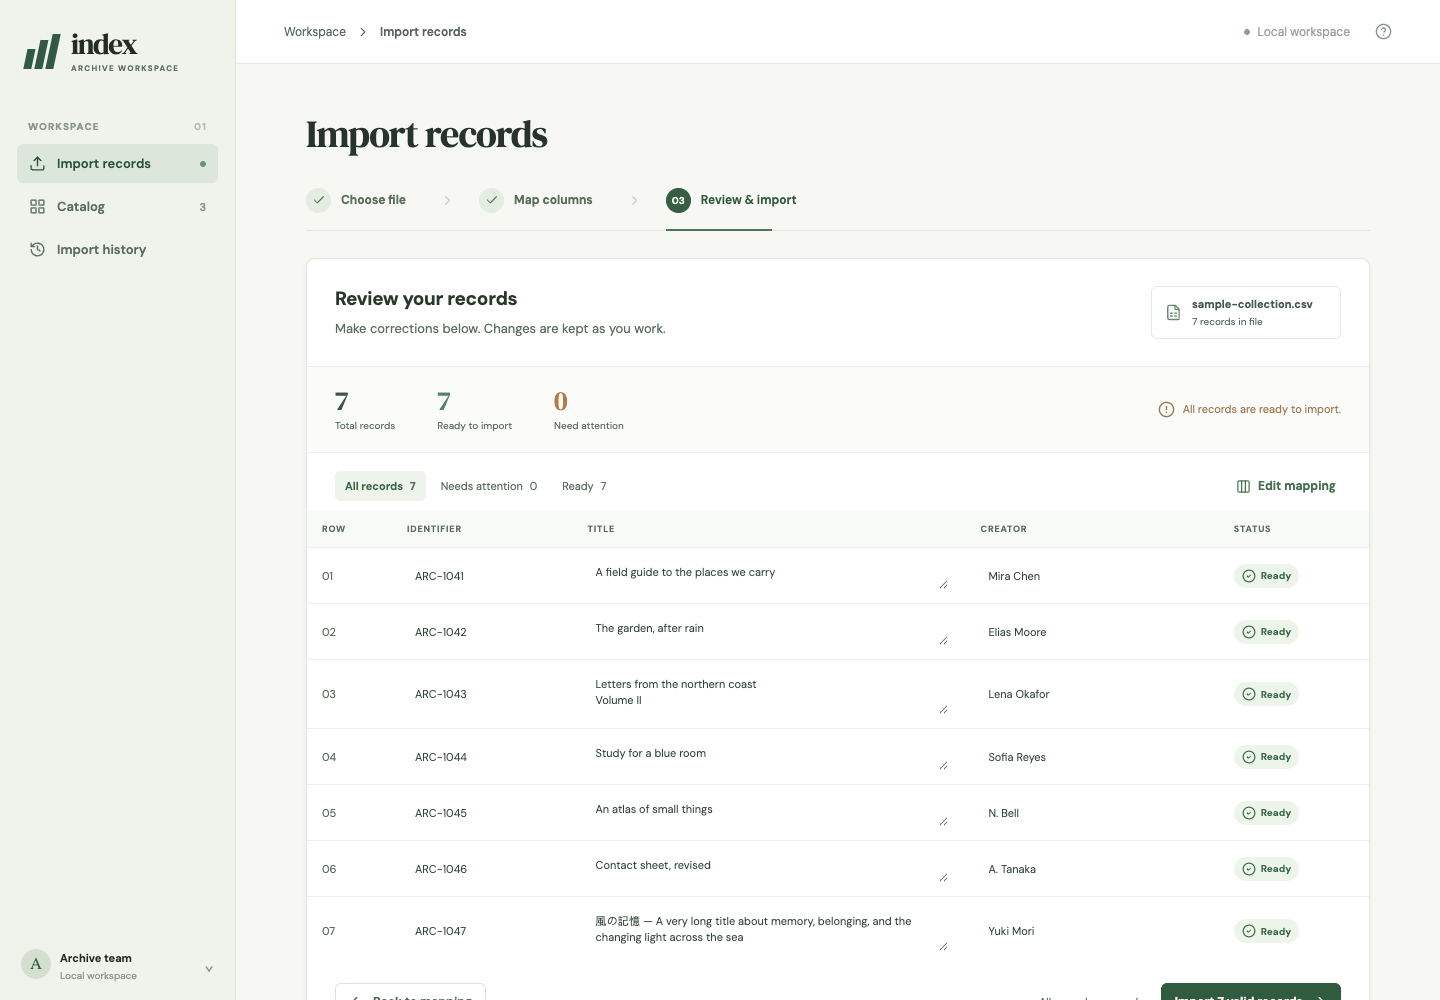 index
ARCHIVE WORKSPACE
WORKSPACE 01
Import records
Catalog 3
Import history
Archive team
Local workspace
Workspace > Import records
Local workspace
Import records
Choose file
Map columns
03 Review & import
Review your records
Make corrections below. Changes are kept as you work.
sample-collection.csv
7 records in file
7 Total records
7 Ready to import
0 Need attention
All records are ready to import.
All records 7 Needs attention 0 Ready 7
Edit mapping
ROW IDENTIFIER TITLE CREATOR STATUS
01 ARC-1041 A field guide to the places we carry Mira Chen Ready
02 ARC-1042 The garden, after rain Elias Moore Ready
03 ARC-1043 Letters from the northern coast
Volume II Lena Okafor Ready
04 ARC-1044 Study for a blue room Sofia Reyes Ready
05 ARC-1045 An atlas of small things N. Bell Ready
06 ARC-1046 Contact sheet, revised A. Tanaka Ready
07 ARC-1047 風の記憶 — A very long title about memory, belonging, and the
changing light across the sea Yuki Mori Ready
Back to mapping
Import 7 valid records